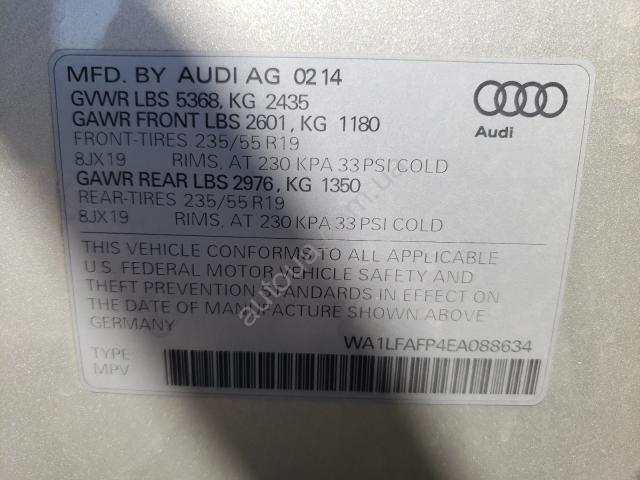 MFD. BY AUDI AG 02 14
GVWR LBS 5368, KG 2435
GAWR FRONT LBS 2601, KG 1180
FRONT-TIRES 235/55 R19
8JX19 RIMS, AT 230 KPA 33 PSI COLD
GAWR REAR LBS 2976, KG 1350
REAR-TIRES 235/55 R19
8JX19 RIMS, AT 230 KPA 33 PSI COLD
Audi
THIS VEHICLE CONFORMS TO ALL APPLICABLE
U.S. FEDERAL MOTOR VEHICLE SAFETY AND
THEFT PREVENTION STANDARDS IN EFFECT ON
THE DATE OF MANUFACTURE SHOWN ABOVE
GERMANY
WA1LFAFP4EA088634
TYPE
MPV
autoua.com.ua